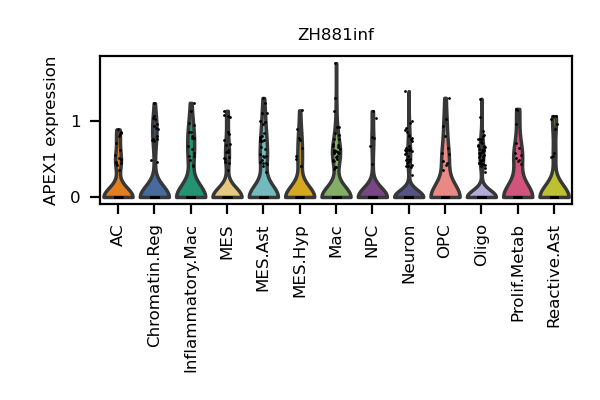 ZH881inf
APEX1 expression
1
0
AC
Chromatin.Reg
Inflammatory.Mac
MES
MES.Ast
MES.Hyp
Mac
NPC
Neuron
OPC
Oligo
Prolif.Metab
Reactive.Ast